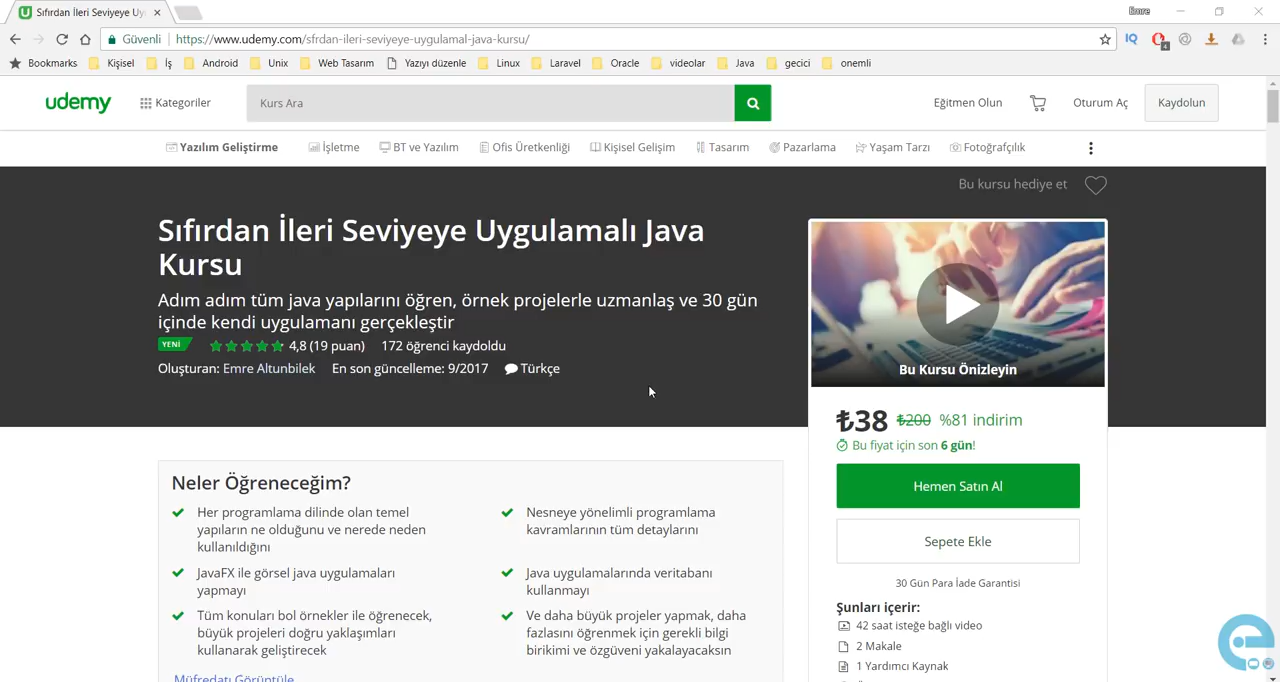 Sıfırdan İleri Seviyeye Uy
Emre
Güvenli https://www.udemy.com/sfrdan-ileri-seviyeye-uygulamal-java-kursu/
IQ 4
Bookmarks Kişisel İş Android Unix Web Tasarım Yazıyı düzenle Linux Laravel Oracle videolar Java gecici onemli
udemy Kategoriler Kurs Ara Eğitmen Olun Oturum Aç Kaydolun
Yazılım Geliştirme İşletme BT ve Yazılım Ofis Üretkenliği Kişisel Gelişim Tasarım Pazarlama Yaşam Tarzı Fotoğrafçılık
Bu kursu hediye et
Sıfırdan İleri Seviyeye Uygulamalı Java
Kursu
Adım adım tüm java yapılarını öğren, örnek projelerle uzmanlaş ve 30 gün
içinde kendi uygulamanı gerçekleştir
YENİ 4,8 (19 puan) 172 öğrenci kaydoldu
Oluşturan: Emre Altunbilek En son güncelleme: 9/2017 Türkçe
Bu Kursu Önizleyin
₺38 ₺200 %81 indirim
Bu fiyat için son 6 gün!
Hemen Satın Al
Sepete Ekle
30 Gün Para İade Garantisi
Şunları içerir:
42 saat isteğe bağlı video
2 Makale
1 Yardımcı Kaynak
Neler Öğreneceğim?
Her programlama dilinde olan temel
yapıların ne olduğunu ve nerede neden
kullanıldığını
Nesneye yönelimli programlama
kavramlarının tüm detaylarını
JavaFX ile görsel java uygulamaları
yapmayı
Java uygulamalarında veritabanı
kullanmayı
Tüm konuları bol örnekler ile öğrenecek,
büyük projeleri doğru yaklaşımları
kullanarak geliştirecek
Ve daha büyük projeler yapmak, daha
fazlasını öğrenmek için gerekli bilgi
birikimi ve özgüveni yakalayacaksın
Müfredatı Görüntüle